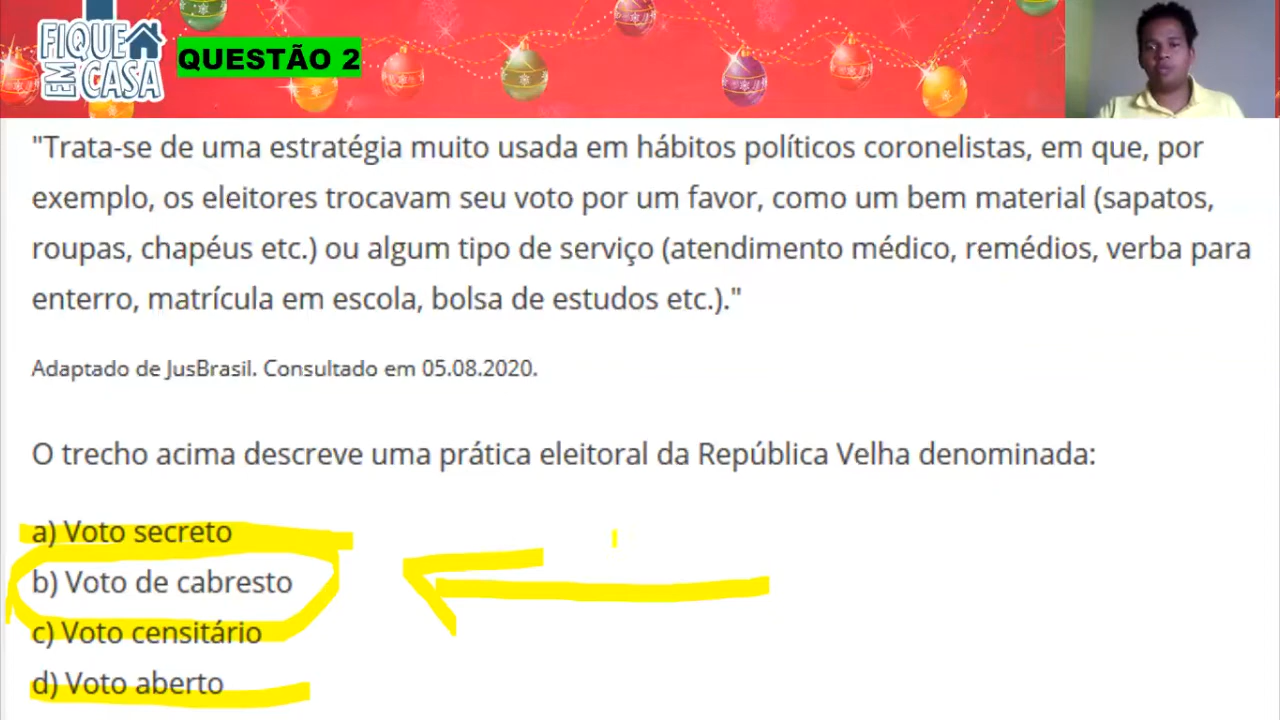 FIQUE
EM CASA
QUESTÃO 2
"Trata-se de uma estratégia muito usada em hábitos políticos coronelistas, em que, por
exemplo, os eleitores trocavam seu voto por um favor, como um bem material (sapatos,
roupas, chapéus etc.) ou algum tipo de serviço (atendimento médico, remédios, verba para
enterro, matrícula em escola, bolsa de estudos etc.)."
Adaptado de JusBrasil. Consultado em 05.08.2020.
O trecho acima descreve uma prática eleitoral da República Velha denominada:
a) Voto secreto
b) Voto de cabresto
c) Voto censitário
d) Voto aberto